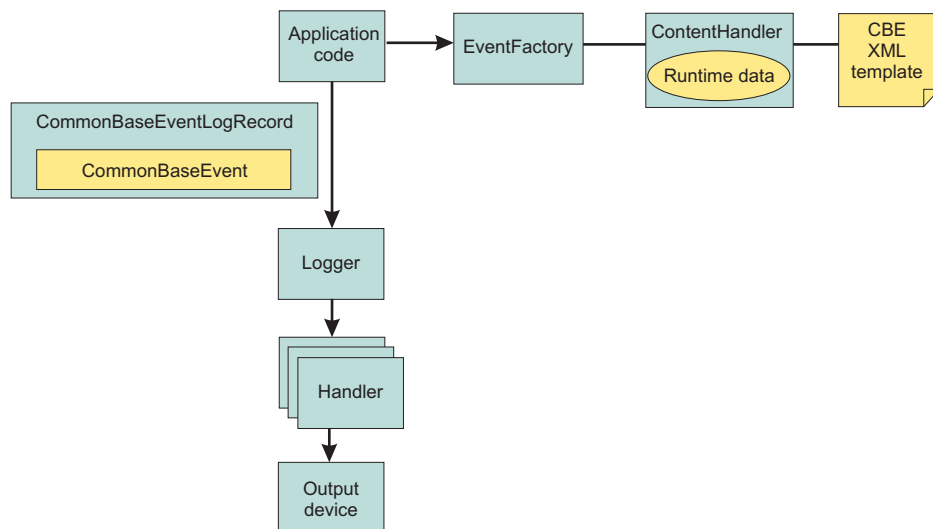 Application
code
EventFactory
ContentHandler
Runtime data
CBE
XML
template
CommonBaseEventLogRecord
CommonBaseEvent
Logger
Handler
Output
device